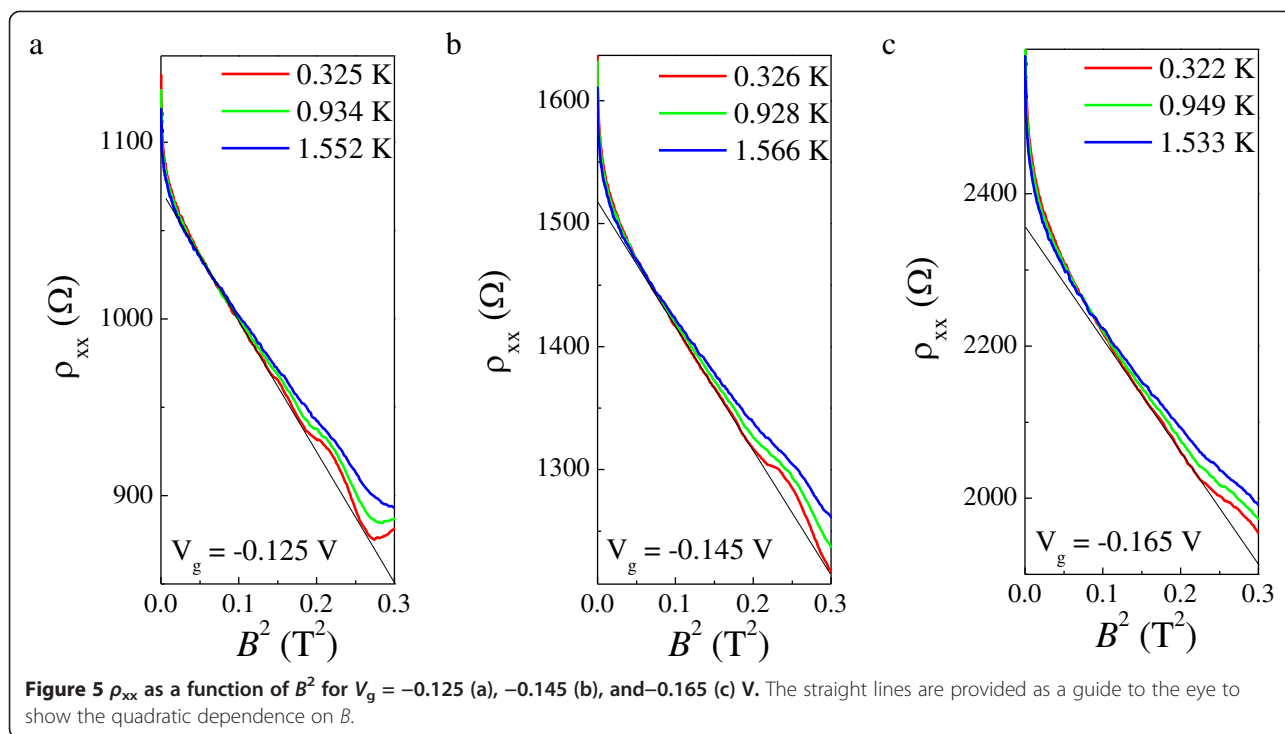 a
0.325 K
0.934 K
1.552 K
1100
1000
900
ρxx (Ω)
Vg = -0.125 V
0.0 0.1 0.2 0.3
B² (T²)
b
0.326 K
0.928 K
1.566 K
1600
1500
1400
1300
ρxx (Ω)
Vg = -0.145 V
0.0 0.1 0.2 0.3
B² (T²)
c
0.322 K
0.949 K
1.533 K
2400
2200
2000
ρxx (Ω)
Vg = -0.165 V
0.0 0.1 0.2 0.3
B² (T²)
Figure 5 ρxx as a function of B² for Vg = −0.125 (a), −0.145 (b), and−0.165 (c) V. The straight lines are provided as a guide to the eye to
show the quadratic dependence on B.